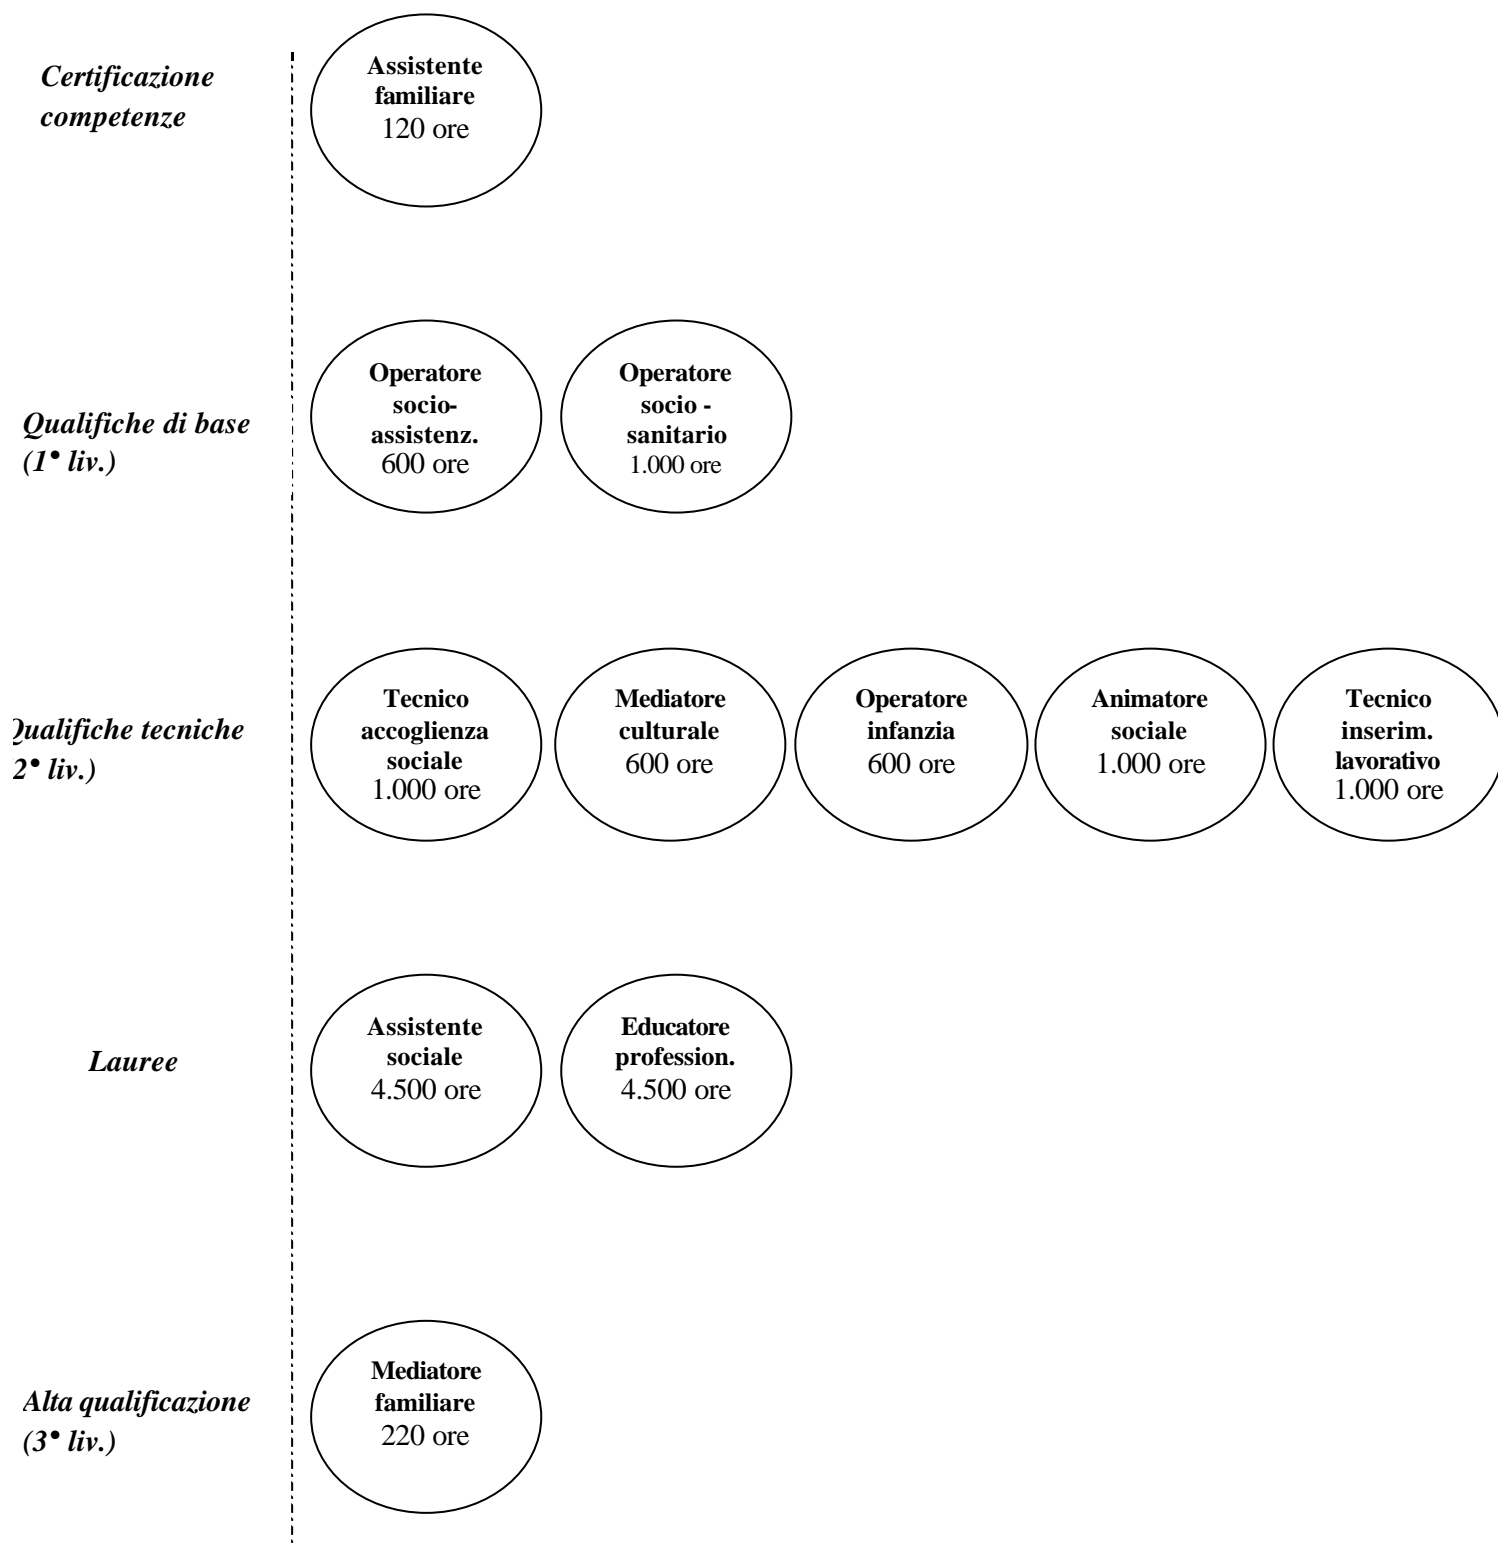 Certificazione
competenze
Assistente
familiare
120 ore
Qualifiche di base
(1• liv.)
Operatore
socio-
assistenz.
600 ore
Operatore
socio -
sanitario
1.000 ore
Qualifiche tecniche
2• liv.)
Tecnico
accoglienza
sociale
1.000 ore
Mediatore
culturale
600 ore
Operatore
infanzia
600 ore
Animatore
sociale
1.000 ore
Tecnico
inserim.
lavorativo
1.000 ore
Lauree
Assistente
sociale
4.500 ore
Educatore
profession.
4.500 ore
Alta qualificazione
(3• liv.)
Mediatore
familiare
220 ore